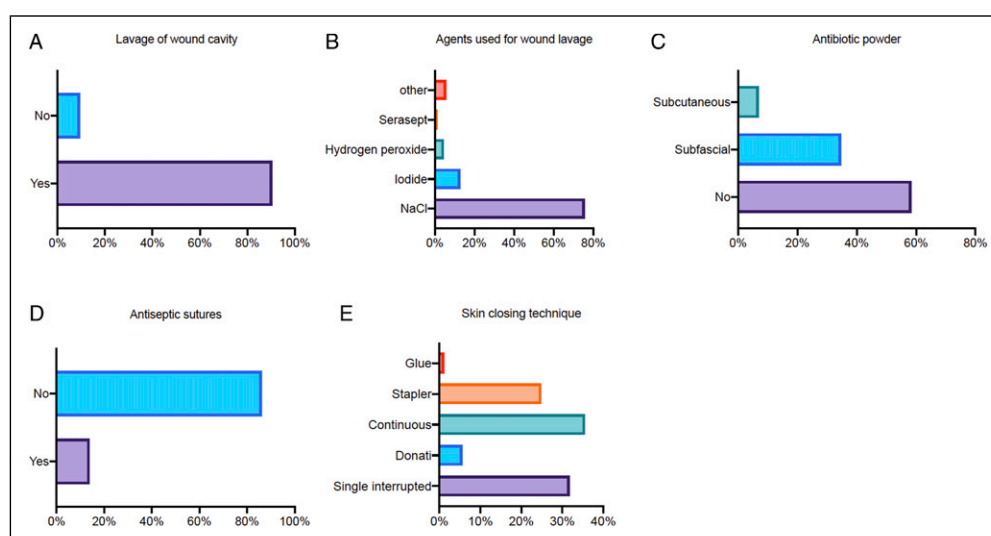 A Lavage of wound cavity
No
Yes
0% 20% 40% 60% 80% 100%
B Agents used for wound lavage
other
Serasept
Hydrogen peroxide
Iodide
NaCl
0% 20% 40% 60% 80%
C Antibiotic powder
Subcutaneous
Subfascial
No
0% 20% 40% 60% 80%
D Antiseptic sutures
No
Yes
0% 20% 40% 60% 80% 100%
E Skin closing technique
Glue
Stapler
Continuous
Donati
Single interrupted
0% 10% 20% 30% 40%